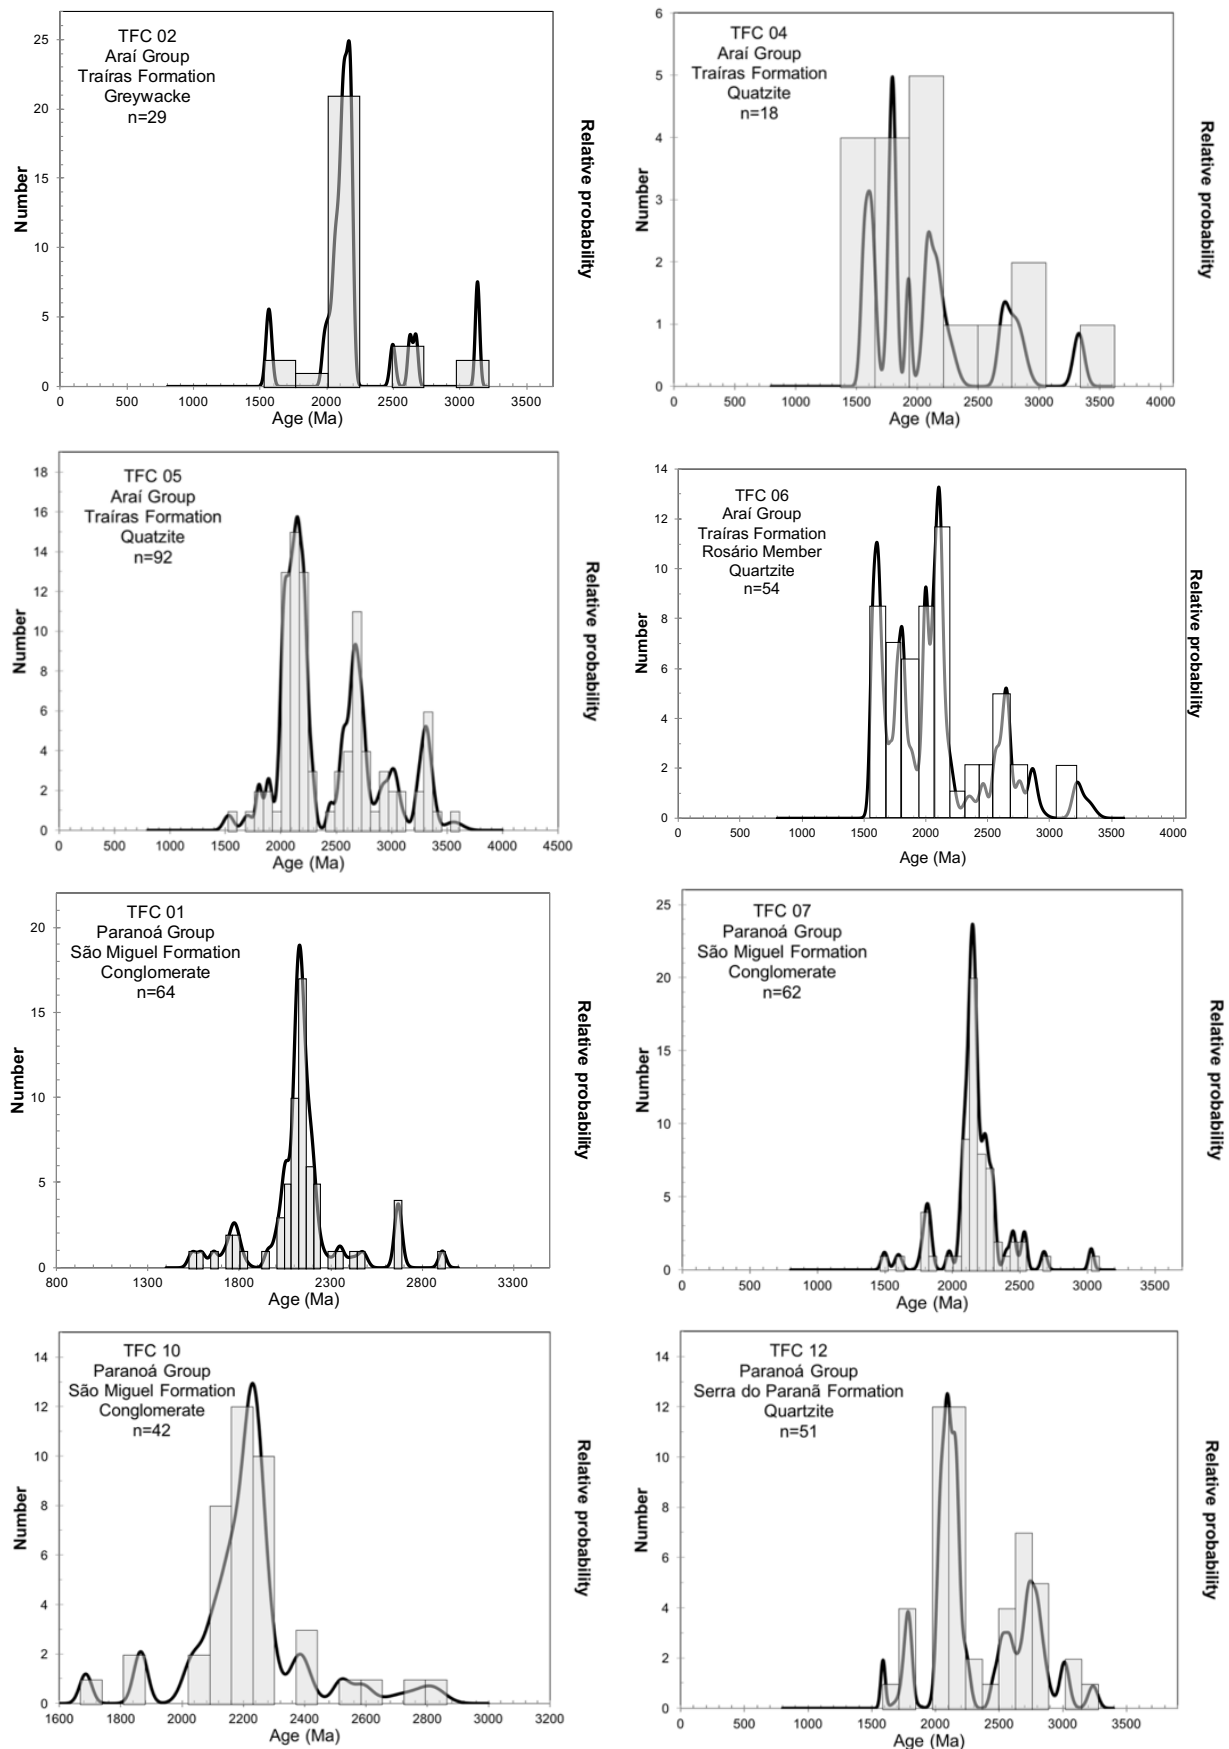 TFC 02
Araí Group
Traíras Formation
Greywacke
n=29
Number
Relative probability
25
20
15
10
5
0
0 500 1000 1500 2000 2500 3000 3500
Age (Ma)
TFC 04
Araí Group
Traíras Formation
Quatzite
n=18
Number
Relative probability
6
5
4
3
2
1
0
0 1000 1500 2000 2500 3000 3500 4000
Age (Ma)
TFC 05
Araí Group
Traíras Formation
Quatzite
n=92
Number
Relative probability
18
16
14
12
10
8
6
4
2
0
0 500 1000 1500 2000 2500 3000 3500 4000 4500
Age (Ma)
TFC 06
Araí Group
Traíras Formation
Rosário Member
Quartzite
n=54
Number
Relative probability
14
12
10
8
6
4
2
0
0 500 1000 1500 2000 2500 3000 3500 4000
Age (Ma)
TFC 01
Paranoá Group
São Miguel Formation
Conglomerate
n=64
Number
Relative probability
20
15
10
5
0
800 1300 1800 2300 2800 3300
Age (Ma)
TFC 07
Paranoá Group
São Miguel Formation
Conglomerate
n=62
Number
Relative probability
25
20
15
10
5
0
0 500 1000 1500 2000 2500 3000 3500
Age (Ma)
TFC 10
Paranoá Group
São Miguel Formation
Conglomerate
n=42
Number
Relative probability
14
12
10
8
6
4
2
0
1600 1800 2000 2200 2400 2600 2800 3000 3200
Age (Ma)
TFC 12
Paranoá Group
Serra do Paranã Formation
Quartzite
n=51
Number
Relative probability
14
12
10
8
6
4
2
0
0 500 1000 1500 2000 2500 3000 3500
Age (Ma)